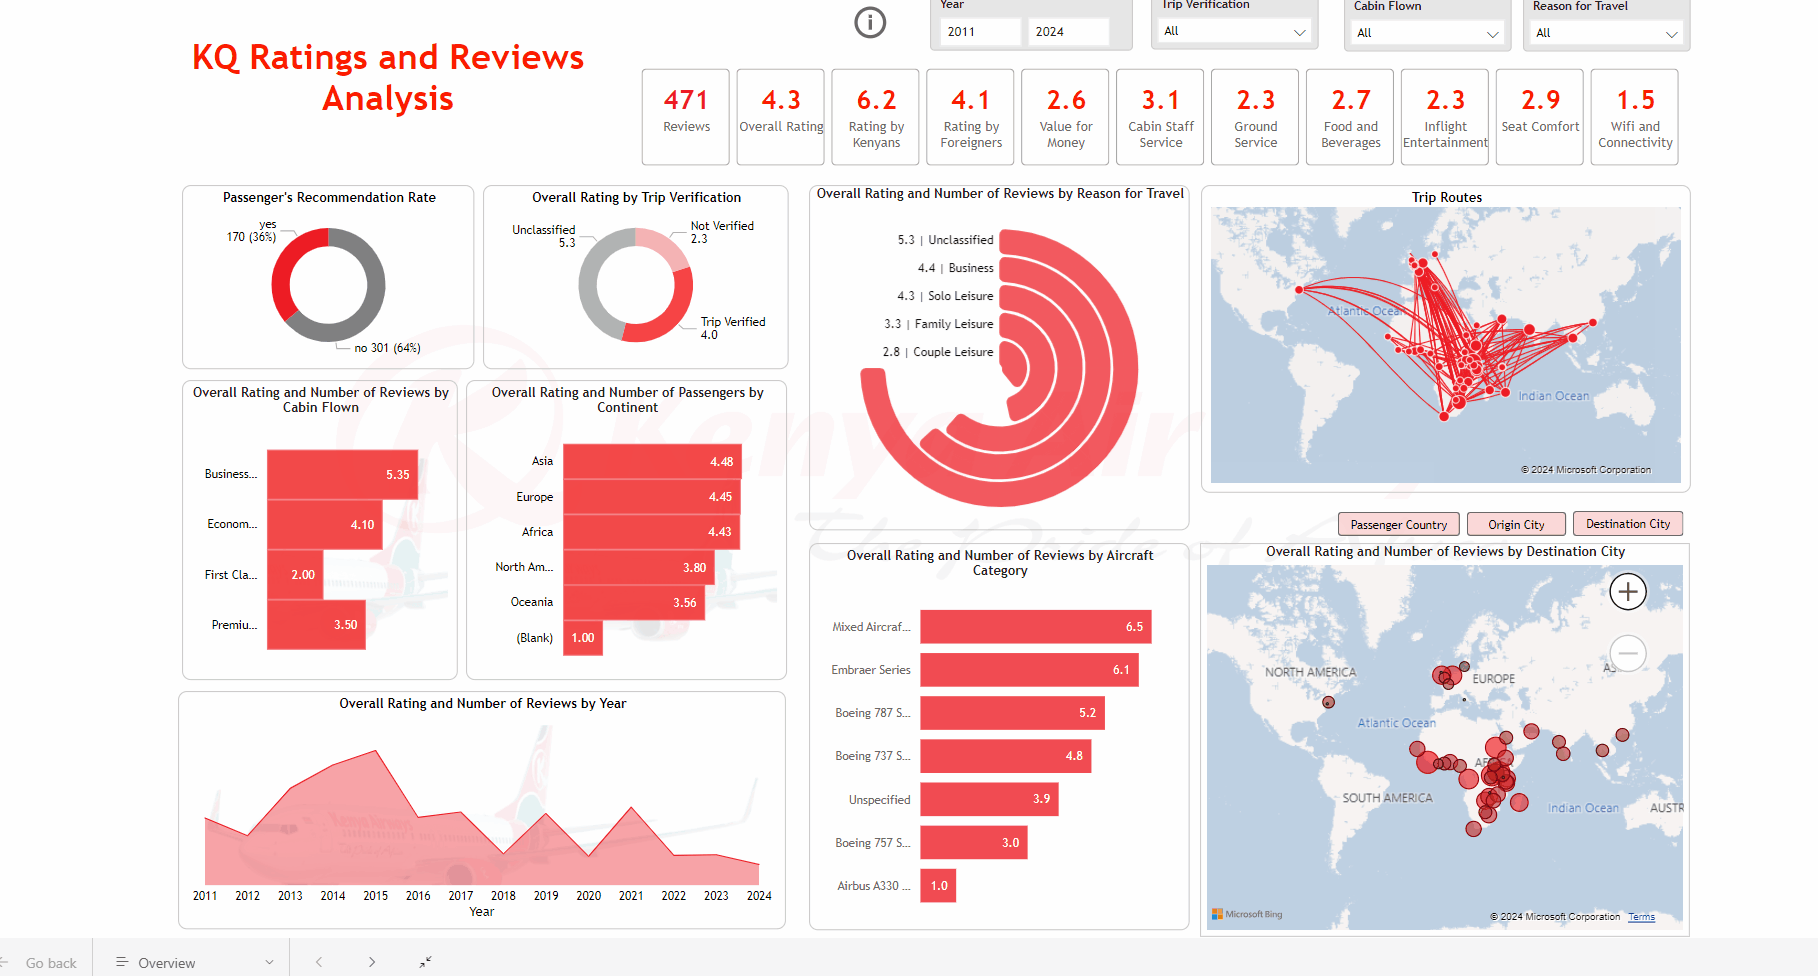 Year
2011
2024
Trip Verification
All
Cabin Flown
All
Reason for Travel
All
KQ Ratings and Reviews
Analysis
471
Reviews
4.3
Overall Rating
6.2
Rating by
Kenyans
4.1
Rating by
Foreigners
2.6
Value for
Money
3.1
Cabin Staff
Service
2.3
Ground
Service
2.7
Food and
Beverages
2.3
Inflight
Entertainment
2.9
Seat Comfort
1.5
Wifi and
Connectivity
Passenger's Recommendation Rate
yes
170 (36%)
no 301 (64%)
Overall Rating by Trip Verification
Unclassified
5.3
Not Verified
2.3
Trip Verified
4.0
Overall Rating and Number of Reviews by Reason for Travel
5.3 | Unclassified
4.4 | Business
4.3 | Solo Leisure
3.3 | Family Leisure
2.8 | Couple Leisure
Trip Routes
Atlantic Ocean
Indian Ocean
© 2024 Microsoft Corporation
Overall Rating and Number of Reviews by
Cabin Flown
Business... 5.35
Econom... 4.10
First Cla... 2.00
Premiu... 3.50
Overall Rating and Number of Passengers by
Continent
Asia 4.48
Europe 4.45
Africa 4.43
North Am... 3.80
Oceania 3.56
(Blank) 1.00
The Pride of
Passenger Country
Origin City
Destination City
Overall Rating and Number of Reviews by Aircraft
Category
Mixed Aircraf... 6.5
Embraer Series 6.1
Boeing 787 S... 5.2
Boeing 737 S... 4.8
Unspecified 3.9
Boeing 757 S... 3.0
Airbus A330 ... 1.0
Overall Rating and Number of Reviews by Destination City
NORTH AMERICA
EUROPE
AS
Atlantic Ocean
AF
SOUTH AMERICA
Indian Ocean
AUSTR
Microsoft Bing
© 2024 Microsoft Corporation Terms
Overall Rating and Number of Reviews by Year
2011 2012 2013 2014 2015 2016 2017 2018 2019 2020 2021 2022 2023 2024
Year
Go back
Overview